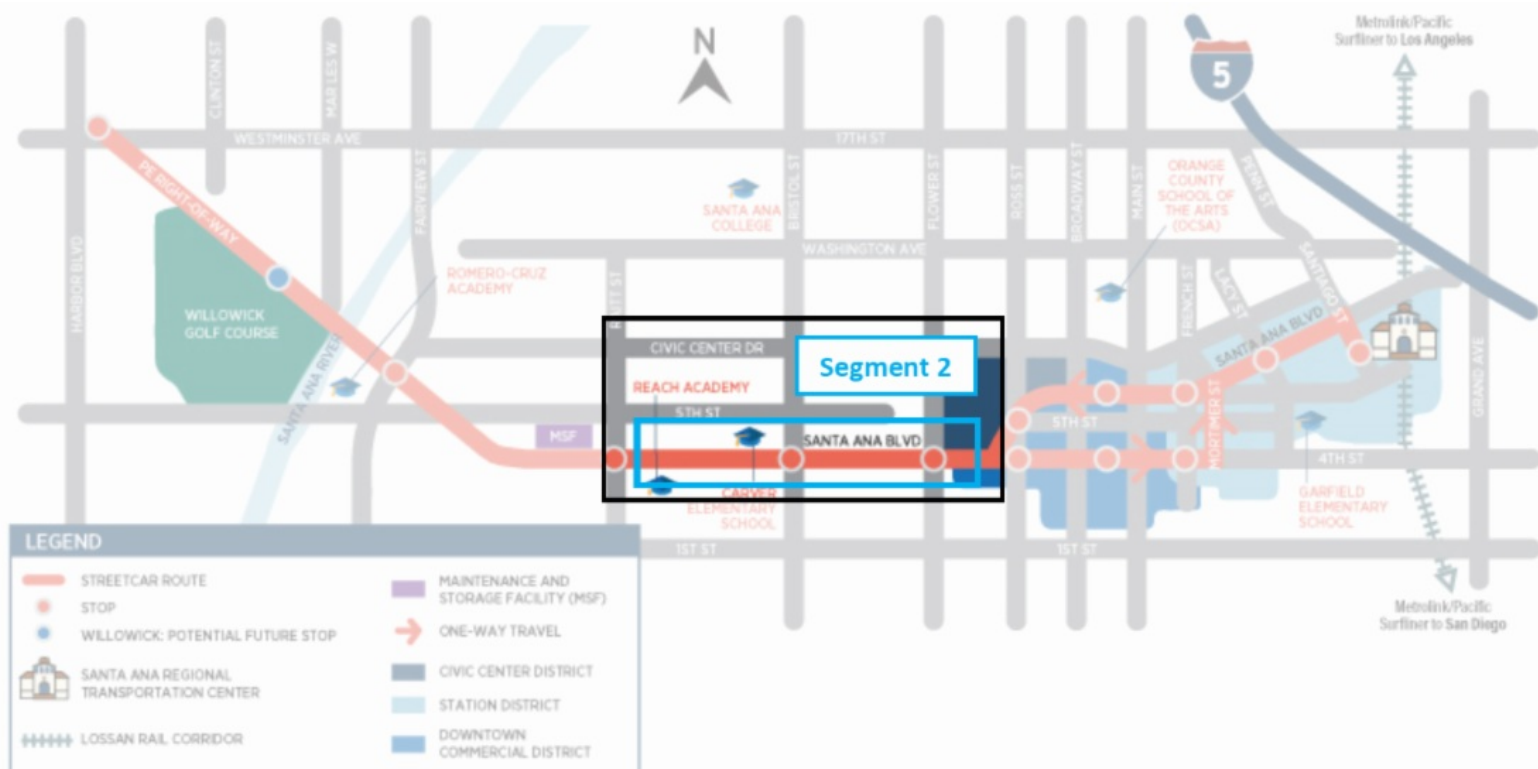 Metrolink/Pacific
Surfliner to Los Angeles
N
5
CLINTON ST
WESTMINSTER AVE
17TH ST
PE RIGHT-OF-WAY
FAIRVIEW ST
HARBOR BLVD
SANTA ANA
COLLEGE
BRISTOL ST
FLOWER ST
ROSS ST
BROADWAY ST
MAIN ST
ORANGE
COUNTY
SCHOOL OF
THE ARTS
(OCSA)
PENN ST
WASHINGTON AVE
ROMERO-CRUZ
ACADEMY
WILLOWICK
GOLF COURSE
SANTA ANA RIVER
FRENCH ST
LACY ST
SANTIAGO ST
SANTA ANA BLVD
GRAND AVE
CIVIC CENTER DR
Segment 2
REACH ACADEMY
5TH ST
5TH ST
MSF
SANTA ANA BLVD
MORTIMER ST
4TH ST
CARVER
ELEMENTARY
SCHOOL
GARFIELD
ELEMENTARY
SCHOOL
1ST ST
1ST ST
Metrolink/Pacific
Surfliner to San Diego
LEGEND
STREETCAR ROUTE
STOP
WILLOWICK: POTENTIAL FUTURE STOP
SANTA ANA REGIONAL
TRANSPORTATION CENTER
LOSSAN RAIL CORRIDOR
MAINTENANCE AND
STORAGE FACILITY (MSF)
ONE-WAY TRAVEL
CIVIC CENTER DISTRICT
STATION DISTRICT
DOWNTOWN
COMMERCIAL DISTRICT